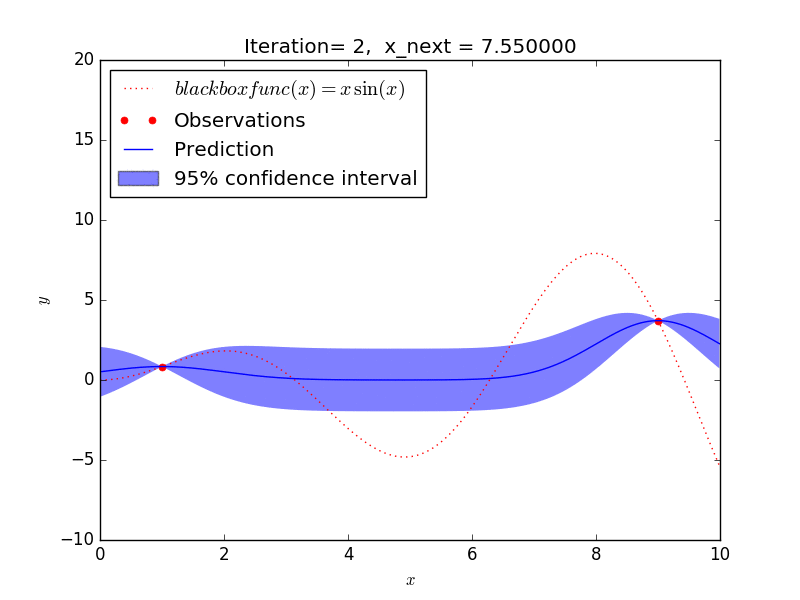 Iteration= 2,  x_next = 7.550000
20
15
10
5
0
−5
−10
y
blackboxfunc(x) = x sin(x)
Observations
Prediction
95% confidence interval
0 2 4 6 8 10
x